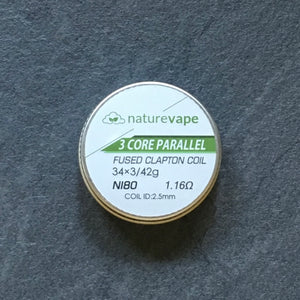 naturevape
3 CORE PARALLEL
FUSED CLAPTON COIL
34×3/42g
NI80 1.16Ω
COIL ID:2.5mm